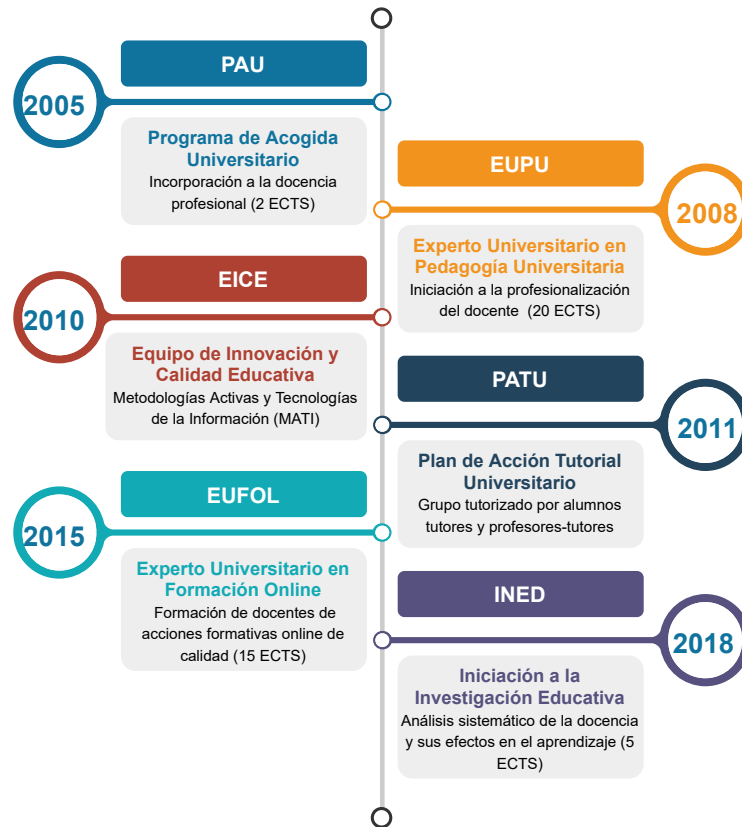 PAU
2005
Programa de Acogida
Universitario
Incorporación a la docencia
profesional (2 ECTS)
EUPU
2008
Experto Universitario en
Pedagogía Universitaria
Iniciación a la profesionalización
del docente (20 ECTS)
EICE
2010
Equipo de Innovación y
Calidad Educativa
Metodologías Activas y Tecnologías
de la Información (MATI)
PATU
2011
Plan de Acción Tutorial
Universitario
Grupo tutorizado por alumnos
tutores y profesores-tutores
EUFOL
2015
Experto Universitario en
Formación Online
Formación de docentes de
acciones formativas online de
calidad (15 ECTS)
INED
2018
Iniciación a la
Investigación Educativa
Análisis sistemático de la docencia
y sus efectos en el aprendizaje (5
ECTS)